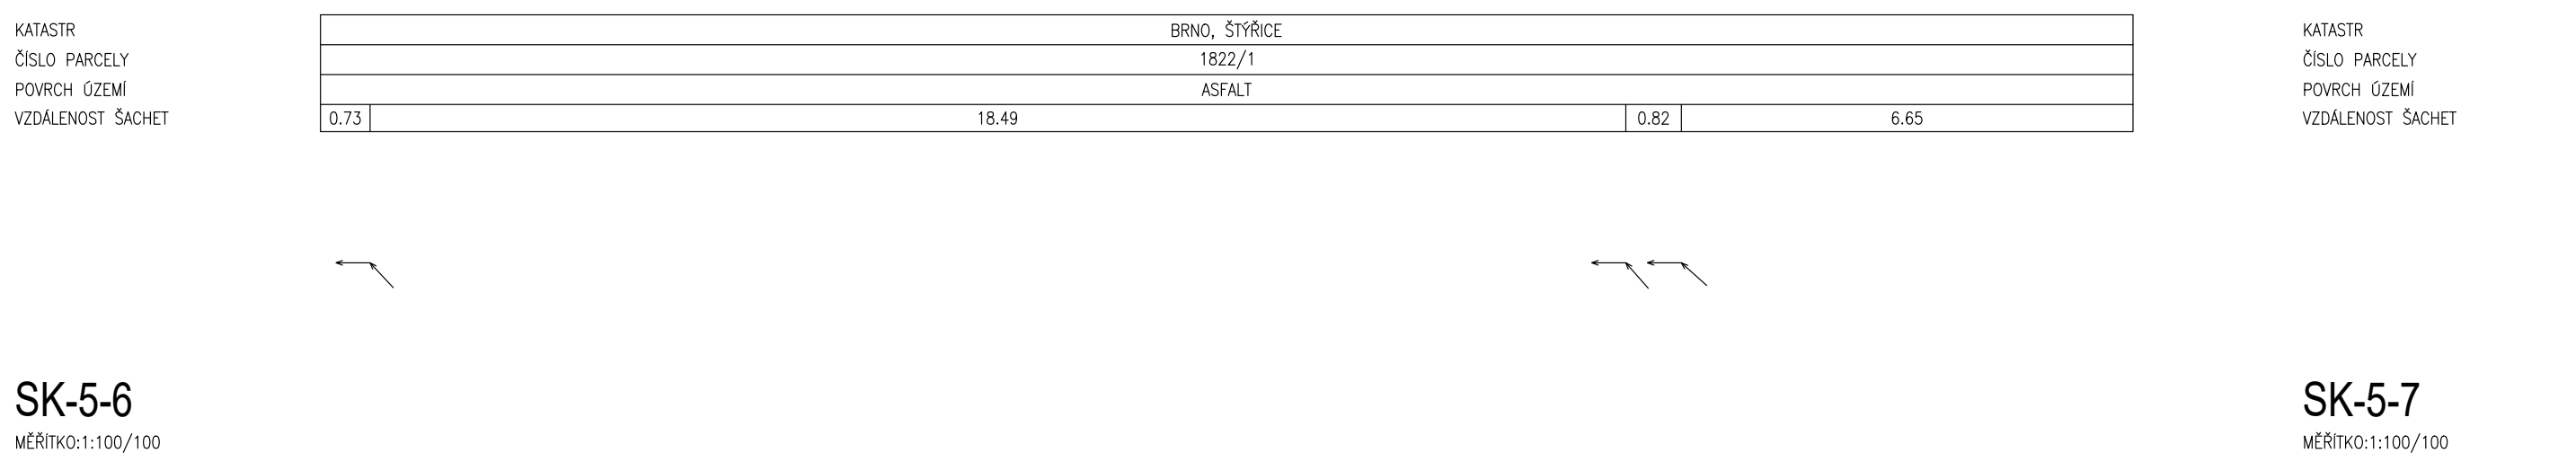 KATASTR
BRNO, ŠTÝŘICE
ČÍSLO PARCELY
1822/1
POVRCH ÚZEMÍ
ASFALT
VZDÁLENOST ŠACHET
0.73 18.49 0.82 6.65
SK-5-6
MĚŘÍTKO:1:100/100
KATASTR
ČÍSLO PARCELY
POVRCH ÚZEMÍ
VZDÁLENOST ŠACHET
SK-5-7
MĚŘÍTKO:1:100/100